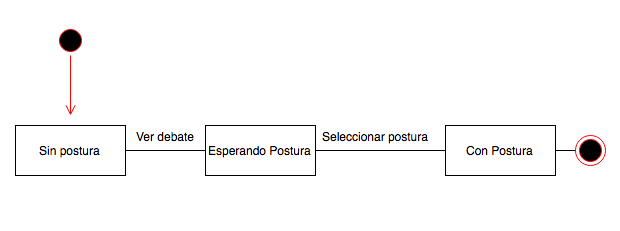 Ver debate
Seleccionar postura
Sin postura
Esperando Postura
Con Postura